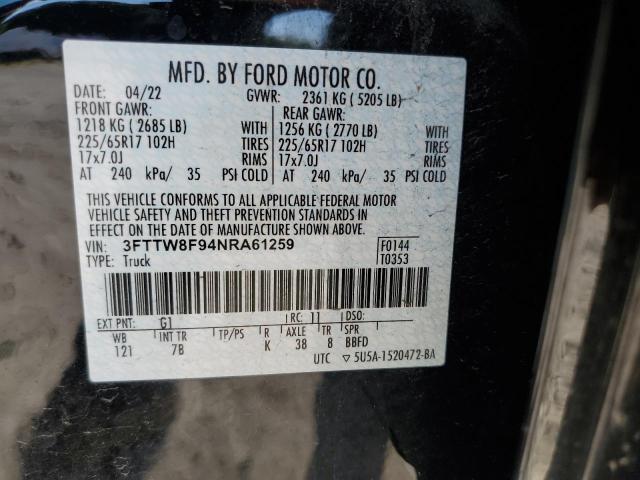 MFD. BY FORD MOTOR CO.
DATE: 04/22 GVWR: 2361 KG ( 5205 LB)
FRONT GAWR: REAR GAWR:
1218 KG ( 2685 LB) WITH 1256 KG ( 2770 LB) WITH
225/65R17 102H TIRES 225/65R17 102H TIRES
17x7.0J RIMS 17x7.0J RIMS
AT 240 kPa/ 35 PSI COLD AT 240 kPa/ 35 PSI COLD
THIS VEHICLE CONFORMS TO ALL APPLICABLE FEDERAL MOTOR
VEHICLE SAFETY AND THEFT PREVENTION STANDARDS IN
EFFECT ON THE DATE OF MANUFACTURE SHOWN ABOVE.
VIN: 3FTTW8F94NRA61259 F0144
TYPE: Truck T0353
EXT PNT: G1 RC: 11 DSO:
WB INT TR TP/PS R AXLE TR SPR
121 7B K 38 8 BBFD
UTC ▽ 5U5A-1520472-BA